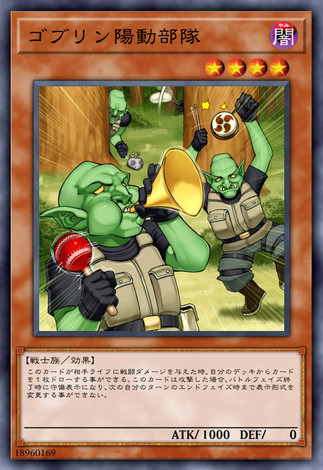 ゴブリン陽動部隊
やみ
闇
【戦士族／効果】
このカードが相手ライフに戦闘ダメージを与えた時、自分のデッキからカード
を１枚ドローする事ができる。このカードは攻撃した場合、バトルフェイズ終
了時に守備表示になり、次の自分のターンのエンドフェイズ時まで表示形式を
変更する事ができない。
ATK/ 1000 DEF/ 0
18960169